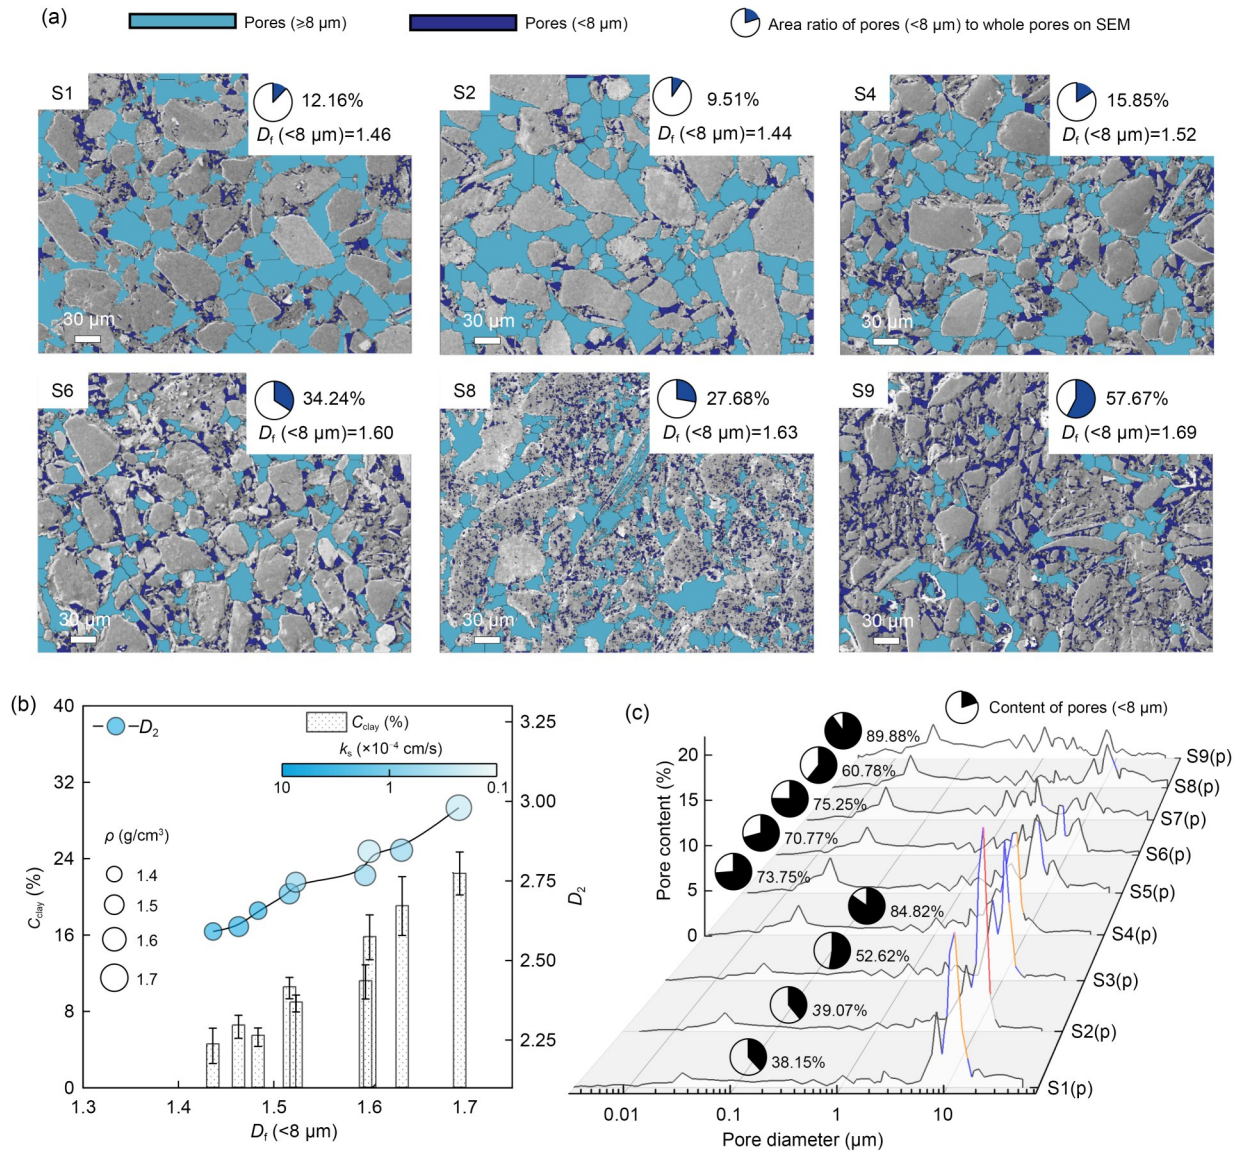 (a)
Pores (≥8 μm)
Pores (<8 μm)
Area ratio of pores (<8 μm) to whole pores on SEM
S1
12.16%
Df (<8 μm)=1.46
30 μm
S2
9.51%
Df (<8 μm)=1.44
30 μm
S4
15.85%
Df (<8 μm)=1.52
30 μm
S6
34.24%
Df (<8 μm)=1.60
30 μm
S8
27.68%
Df (<8 μm)=1.63
30 μm
S9
57.67%
Df (<8 μm)=1.69
30 μm
(b)
D2
Cclay (%)
ks (×10⁻⁴ cm/s)
10
1
0.1
ρ (g/cm³)
1.4
1.5
1.6
1.7
40
32
24
16
8
0
Cclay (%)
3.25
3.00
2.75
2.50
2.25
D2
1.3
1.4
1.5
1.6
1.7
Df (<8 μm)
(c)
Content of pores (<8 μm)
20
15
10
5
0
Pore content (%)
89.88%
60.78%
75.25%
70.77%
73.75%
84.82%
52.62%
39.07%
38.15%
S9(p)
S8(p)
S7(p)
S6(p)
S5(p)
S4(p)
S3(p)
S2(p)
S1(p)
0.01
0.1
1
10
Pore diameter (μm)